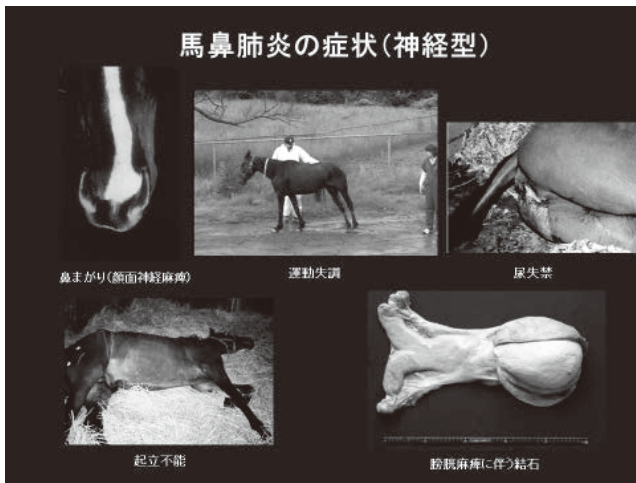 馬鼻肺炎の症状(神経型)
鼻まがり(顔面神経麻痺)
運動失調
尿失禁
起立不能
膀胱麻痺に伴う結石